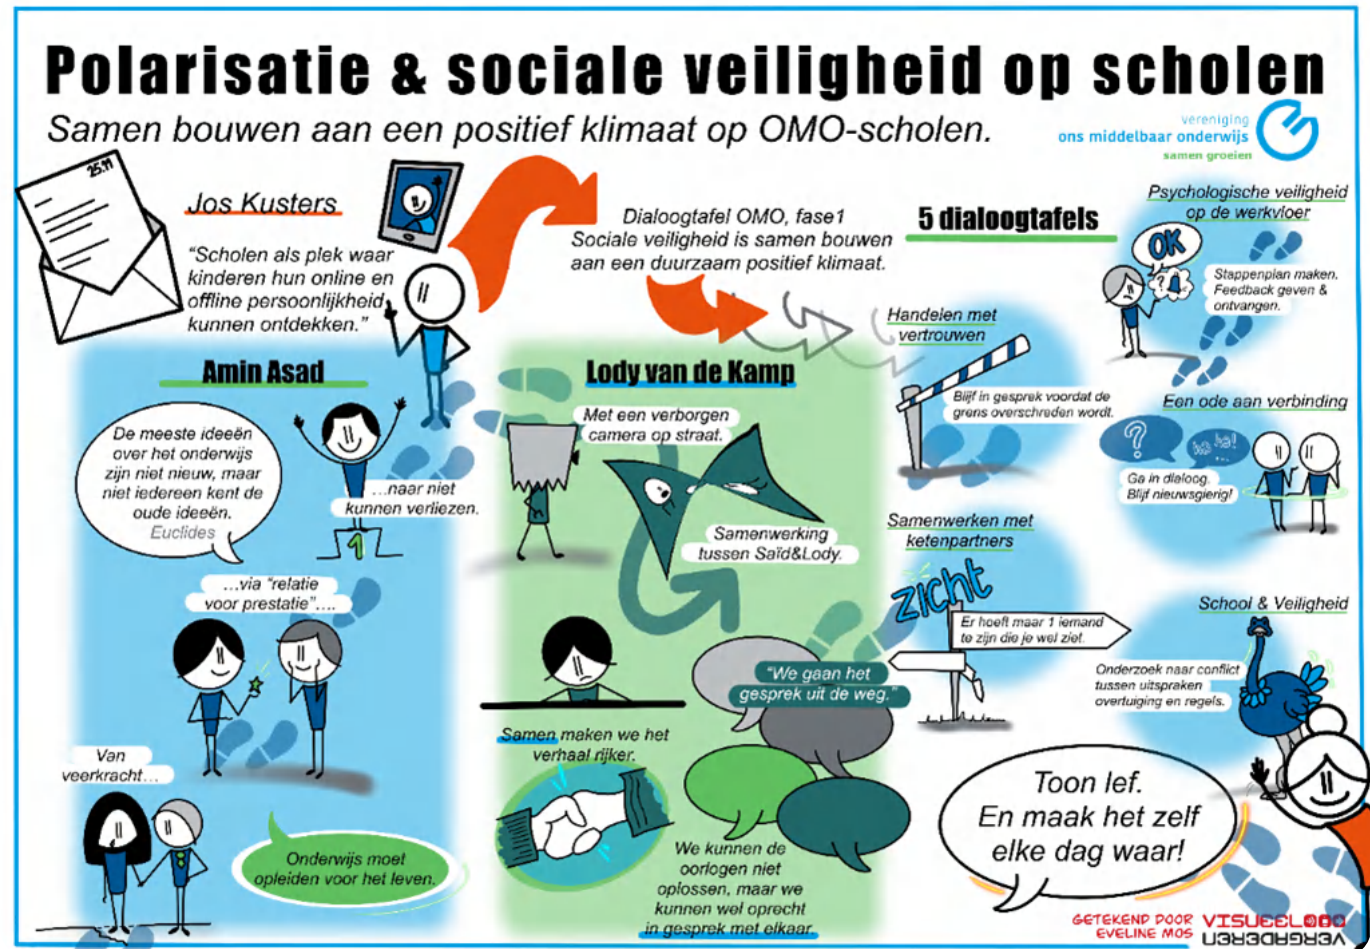 Polarisatie & sociale veiligheid op scholen
Samen bouwen aan een positief klimaat op OMO-scholen.
vereniging
ons middelbaar onderwijs
samen groeien
25.11
Jos Kusters
"Scholen als plek waar
kinderen hun online en
offline persoonlijkheid
kunnen ontdekken."
Dialoogtafel OMO, fase1
Sociale veiligheid is samen bouwen
aan een duurzaam positief klimaat.
Amin Asad
De meeste ideeën
over het onderwijs
zijn niet nieuw, maar
niet iedereen kent de
oude ideeën.
Euclides
...naar niet
kunnen verliezen.
1
...via "relatie
voor prestatie"....
Van
veerkracht...
Onderwijs moet
opleiden voor het leven.
Lody van de Kamp
Met een verborgen
camera op straat.
Samenwerking
tussen Saïd&Lody.
"We gaan het
gesprek uit de weg."
Samen maken we het
verhaal rijker.
We kunnen de
oorlogen niet
oplossen, maar we
kunnen wel oprecht
in gesprek met elkaar.
5 dialoogtafels
Handelen met
vertrouwen
Blijf in gesprek voordat de
grens overschreden wordt.
Samenwerken met
ketenpartners
zicht
Er hoeft maar 1 iemand
te zijn die je wel ziet.
Psychologische veiligheid
op de werkvloer
OK
?
Stappenplan maken.
Feedback geven &
ontvangen.
Een ode aan verbinding
?
Ga in dialoog.
Blijf nieuwsgierig!
School & Veiligheid
Onderzoek naar conflict
tussen uitspraken
overtuiging en regels.
Toon lef.
En maak het zelf
elke dag waar!
GETEKEND DOOR
EVELINE MOS
VISUEEL
VERGADEREN